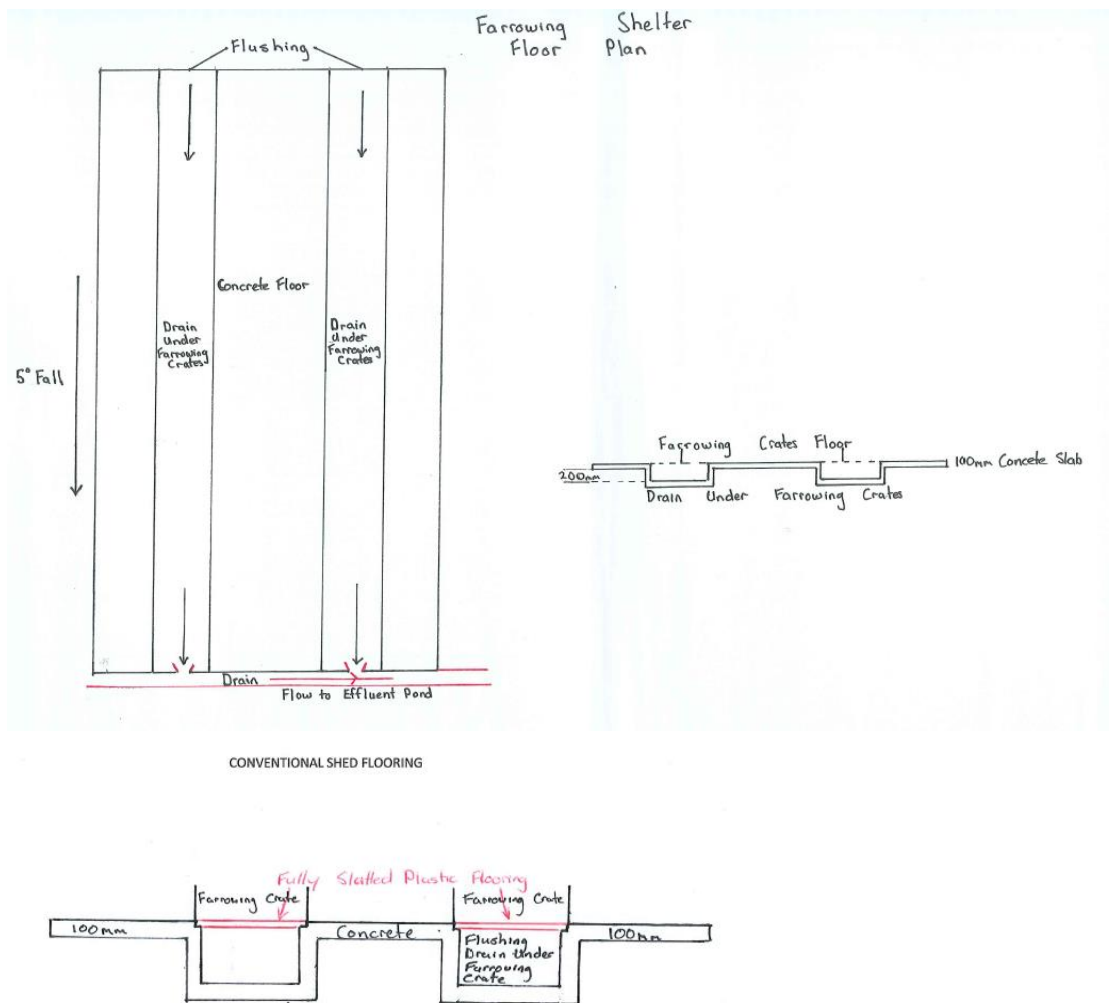 Farrowing Shelter
Floor Plan
Flushing
Concrete Floor
Drain
Under
Farrowing
Crates
Drain
Under
Farrowing
Crates
5° Fall
Drain
Flow to Effluent Pond
Farrowing Crates Floor
200mm
100mm Concete Slab
Drain Under Farrowing Crates
CONVENTIONAL SHED FLOORING
Fully Slatted Plastic Flooring
Farrowing Crate
Farrowing Crate
100mm
Concrete
100mm
Flushing
Drain Under
Farrowing
Crate